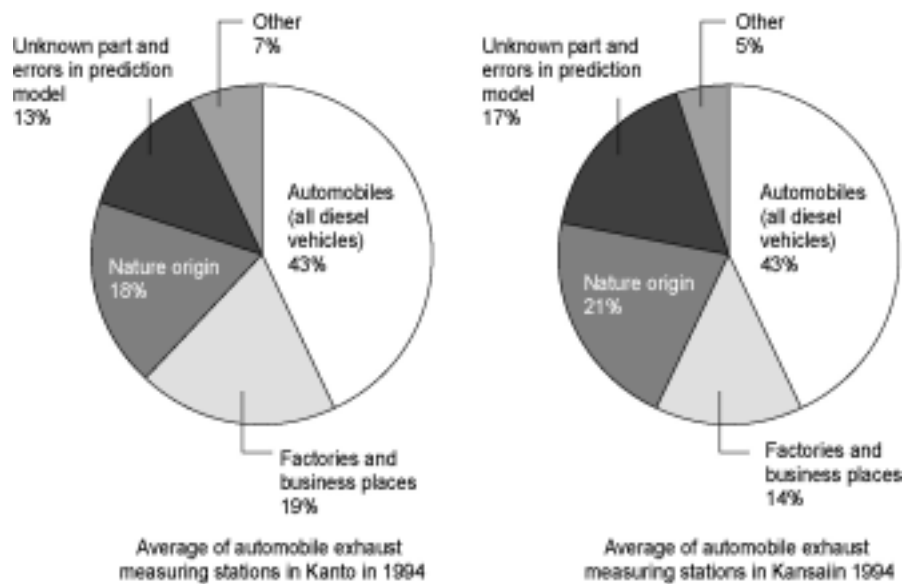 Other
7%
Unknown part and
errors in prediction
model
13%
Automobiles
(all diesel
vehicles)
43%
Nature origin
18%
Factories and
business places
19%
Average of automobile exhaust
measuring stations in Kanto in 1994
Other
5%
Unknown part and
errors in prediction
model
17%
Automobiles
(all diesel
vehicles)
43%
Nature origin
21%
Factories and
business places
14%
Average of automobile exhaust
measuring stations in Kansaiin 1994